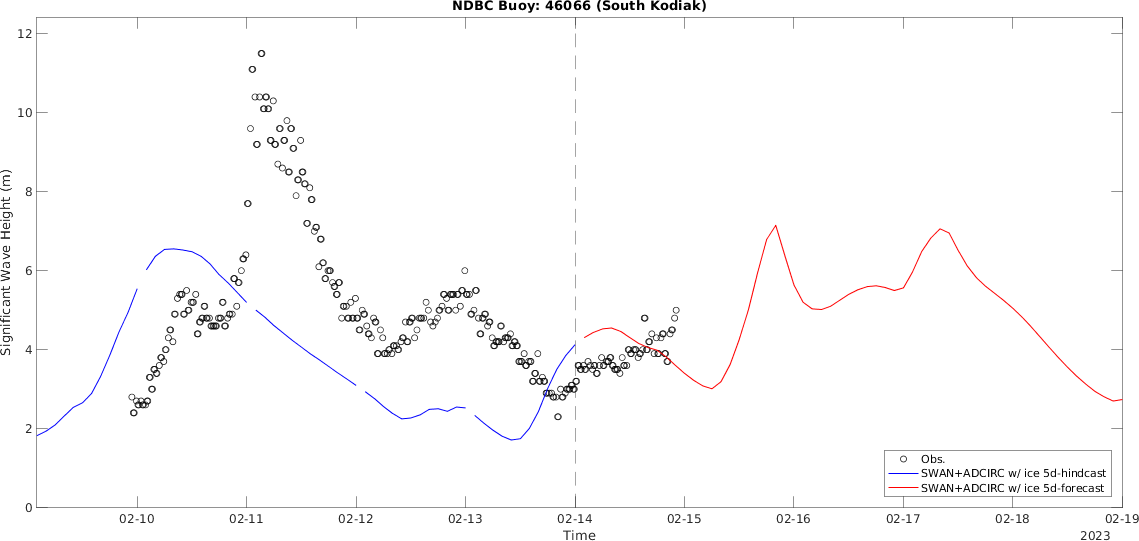 NDBC Buoy: 46066 (South Kodiak)
Significant Wave Height (m)
12
10
8
6
4
2
0
Obs.
SWAN+ADCIRC w/ ice 5d-hindcast
SWAN+ADCIRC w/ ice 5d-forecast
02-10 02-11 02-12 02-13 02-14 02-15 02-16 02-17 02-18 02-19
Time
2023